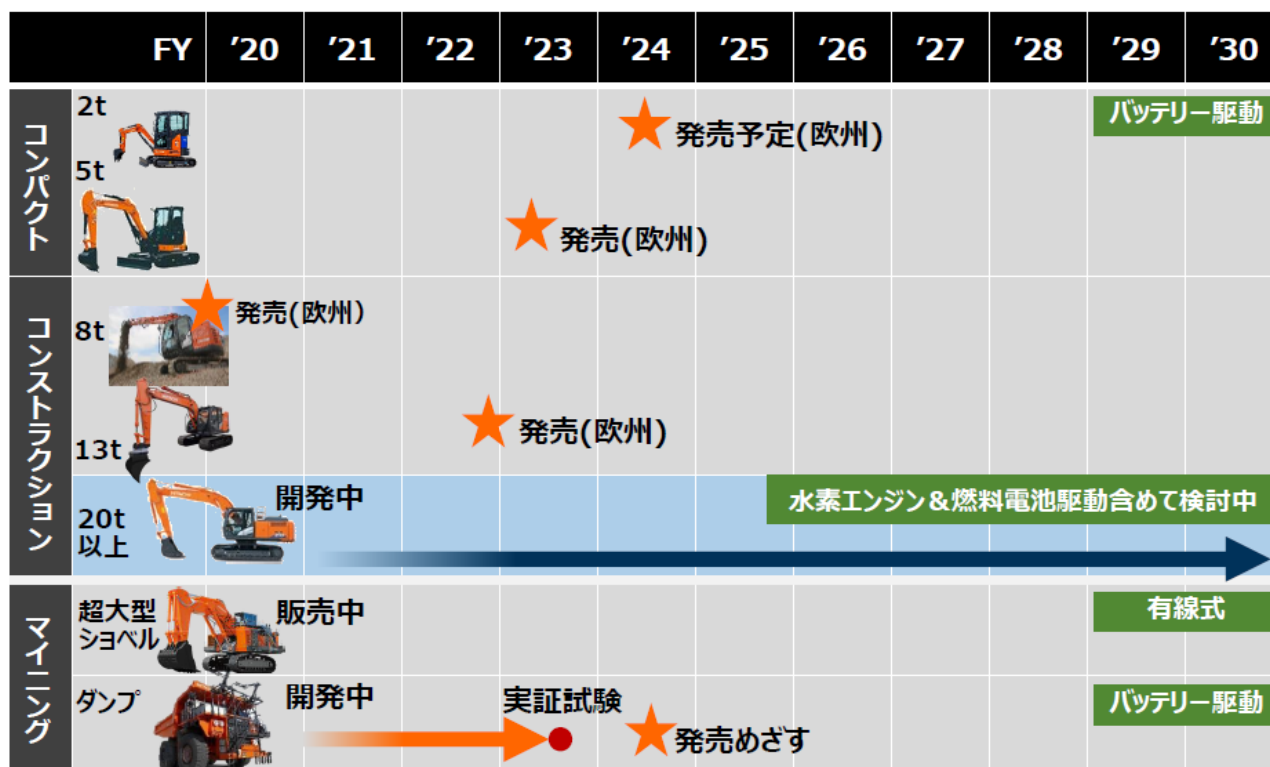 FY '20 '21 '22 '23 '24 '25 '26 '27 '28 '29 '30
コンパクト
2t
発売予定(欧州)
バッテリー駆動
5t
発売(欧州)
コンストラクション
8t
発売(欧州)
13t
発売(欧州)
20t
以上
開発中
水素エンジン＆燃料電池駆動含めて検討中
マイニング
超大型
ショベル
販売中
有線式
ダンプ
開発中
実証試験
発売めざす
バッテリー駆動